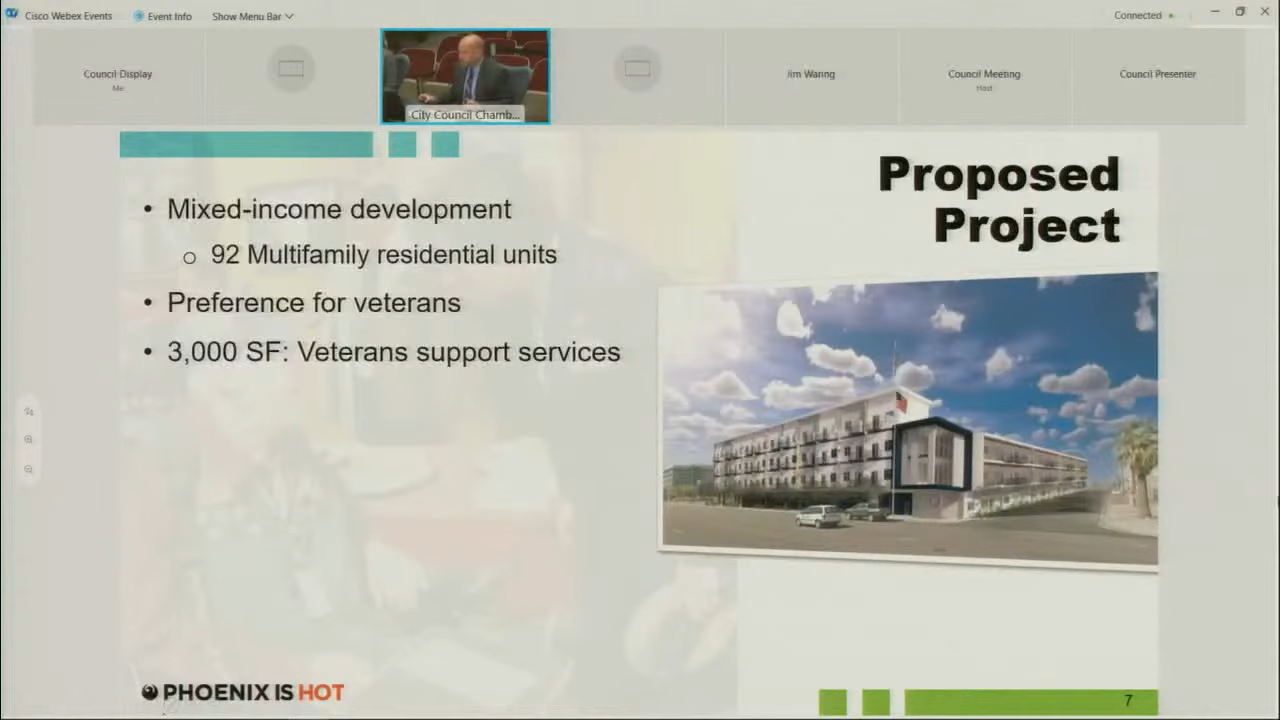 Cisco Webex Events
Event Info
Show Menu Bar
Connected
Council Display
Me
City Council Chamb...
Jim Waring
Council Meeting
Host
Council Presenter
Proposed
Project
• Mixed-income development
o 92 Multifamily residential units
• Preference for veterans
• 3,000 SF: Veterans support services
PHOENIX IS HOT
7